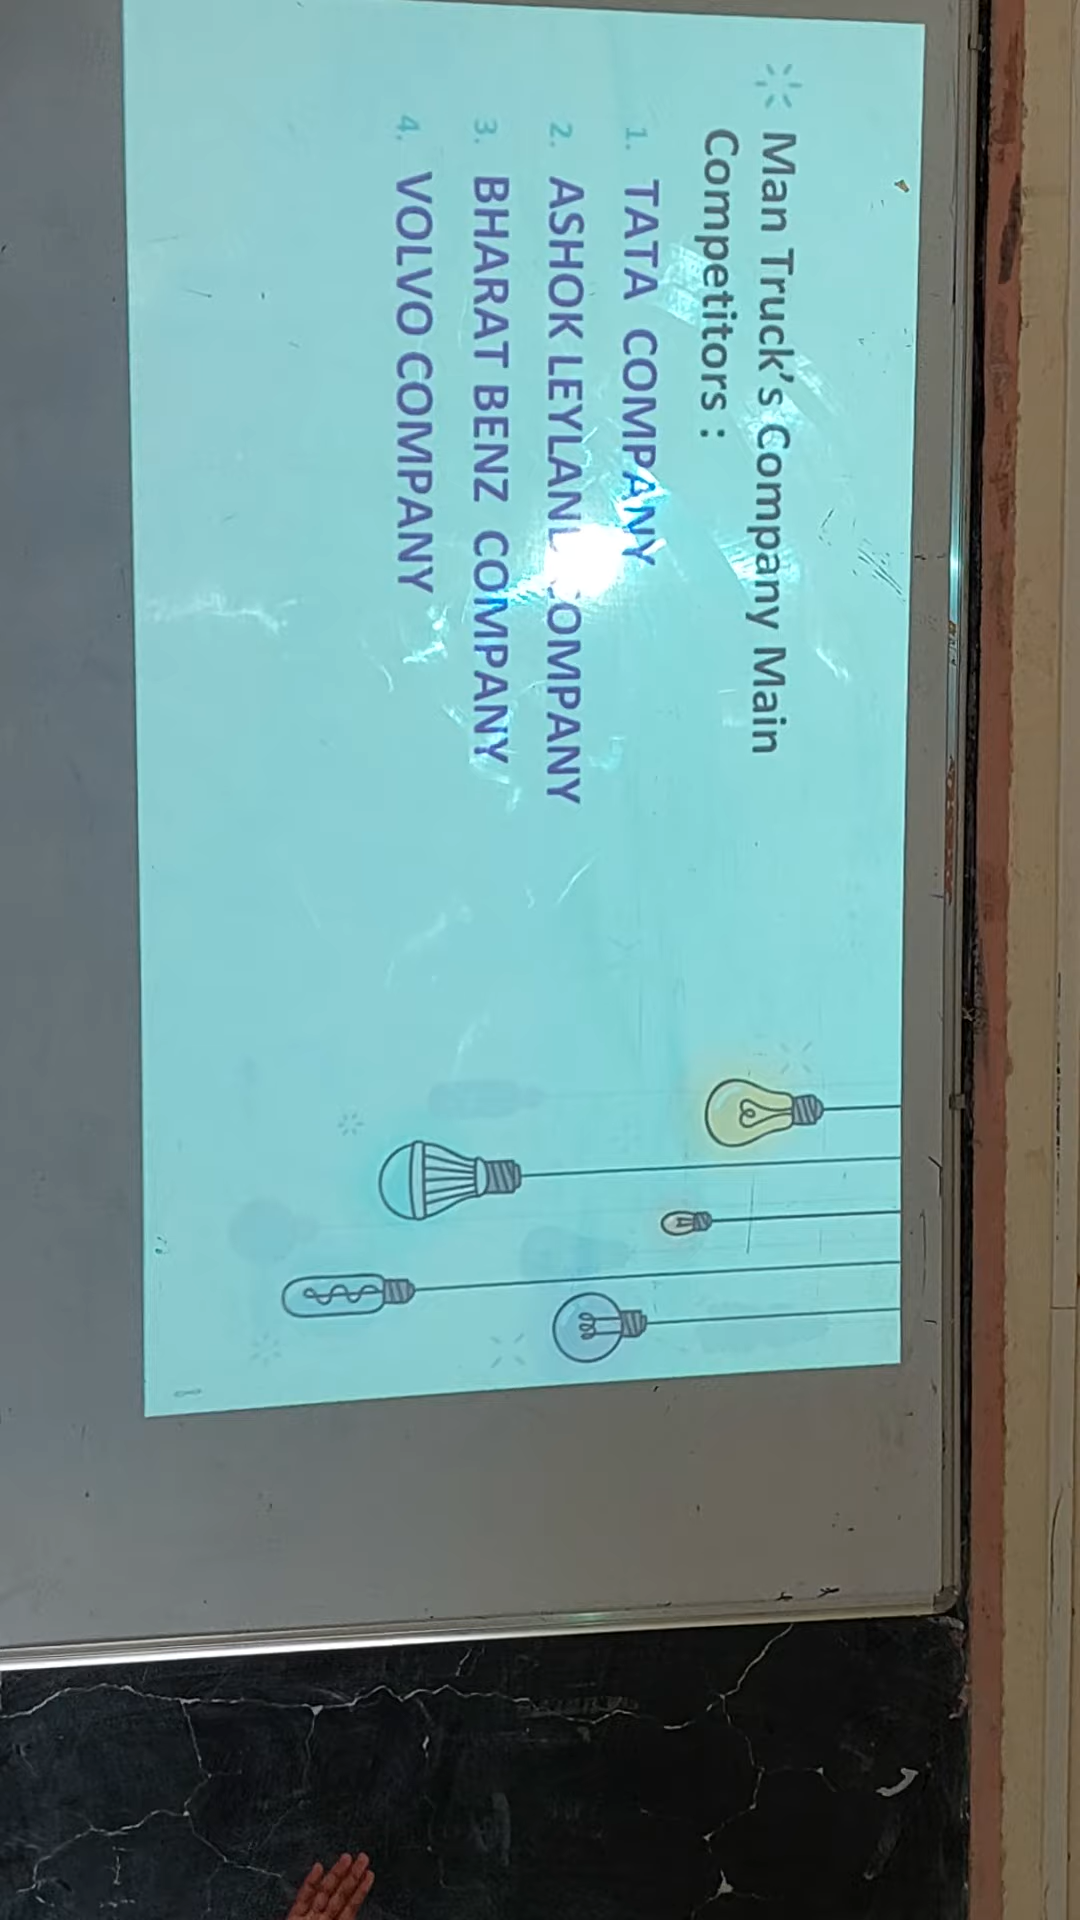 Man Truck's Company Main
Competitors :
1. TATA COMPANY
2. ASHOK LEYLAND COMPANY
3. BHARAT BENZ COMPANY
4. VOLVO COMPANY